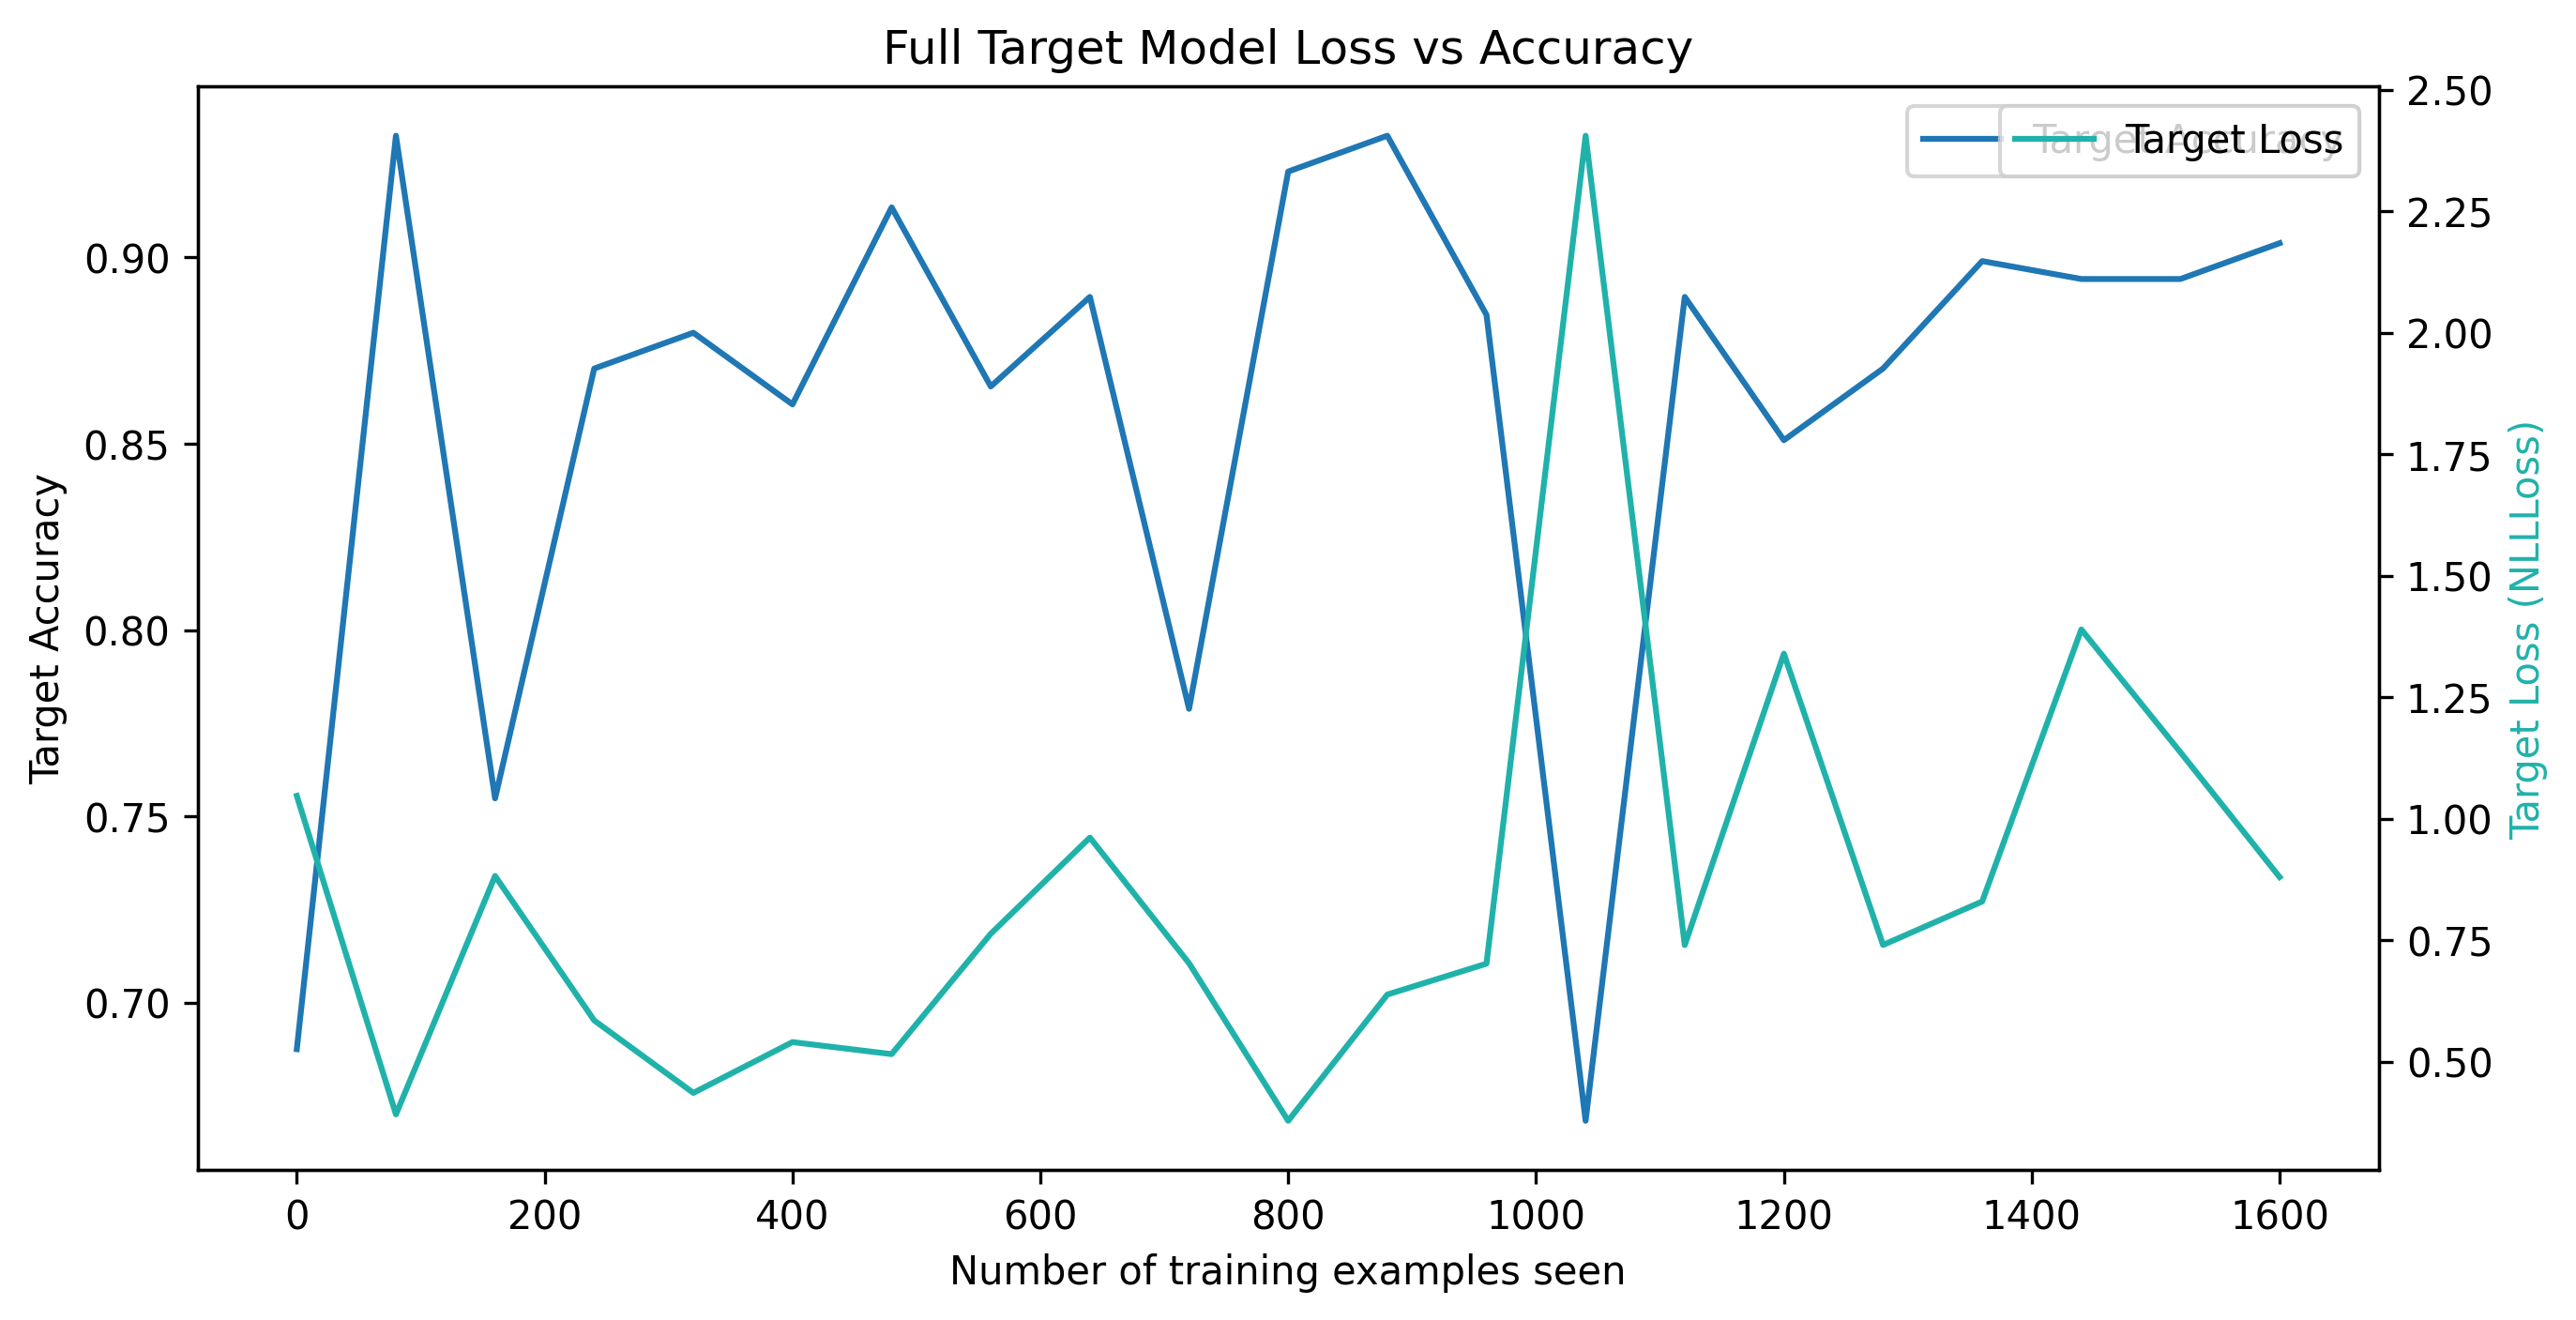 Full Target Model Loss vs Accuracy
Target Accuracy
Target Loss
0.90
0.85
0.80
0.75
0.70
Target Accuracy
2.50
2.25
2.00
1.75
1.50
1.25
1.00
0.75
0.50
Target Loss (NLLLoss)
0 200 400 600 800 1000 1200 1400 1600
Number of training examples seen